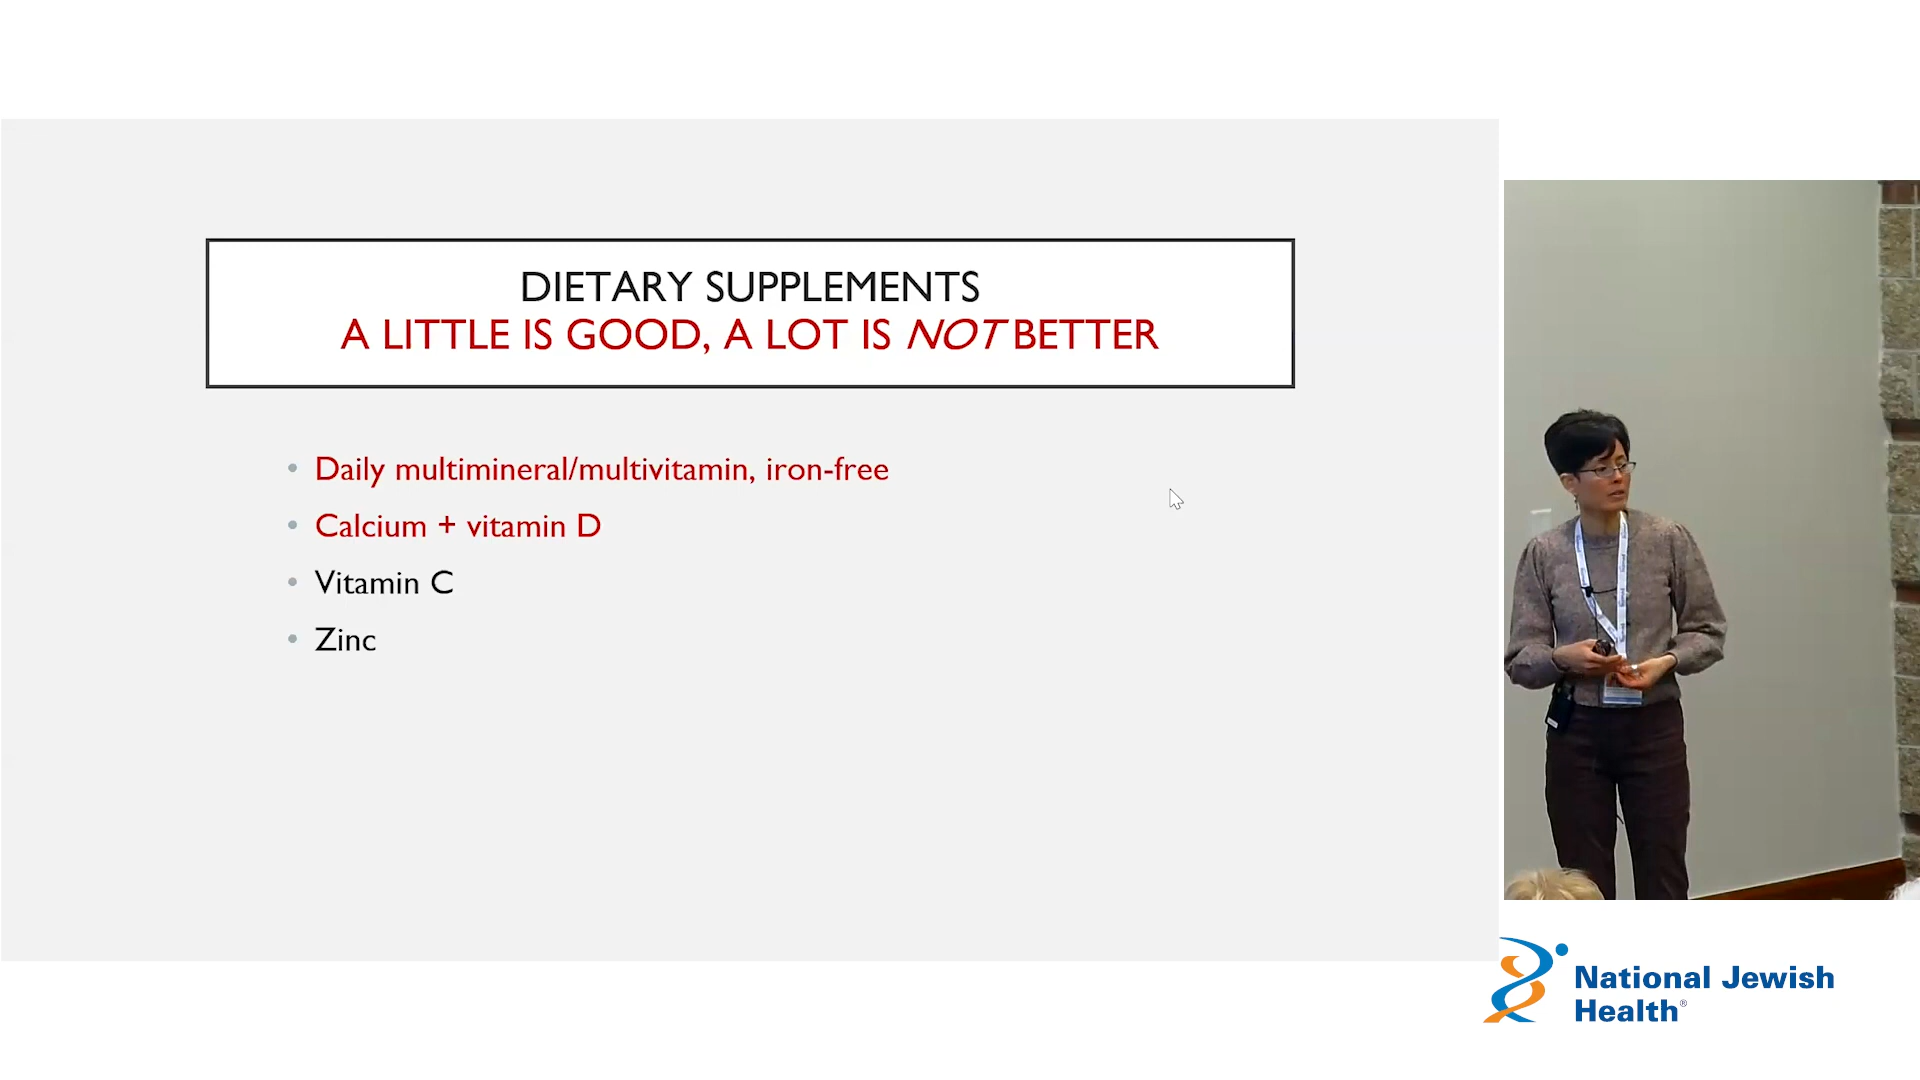 DIETARY SUPPLEMENTS
A LITTLE IS GOOD, A LOT IS NOT BETTER
• Daily multimineral/multivitamin, iron-free
• Calcium + vitamin D
• Vitamin C
• Zinc
National Jewish
Health®